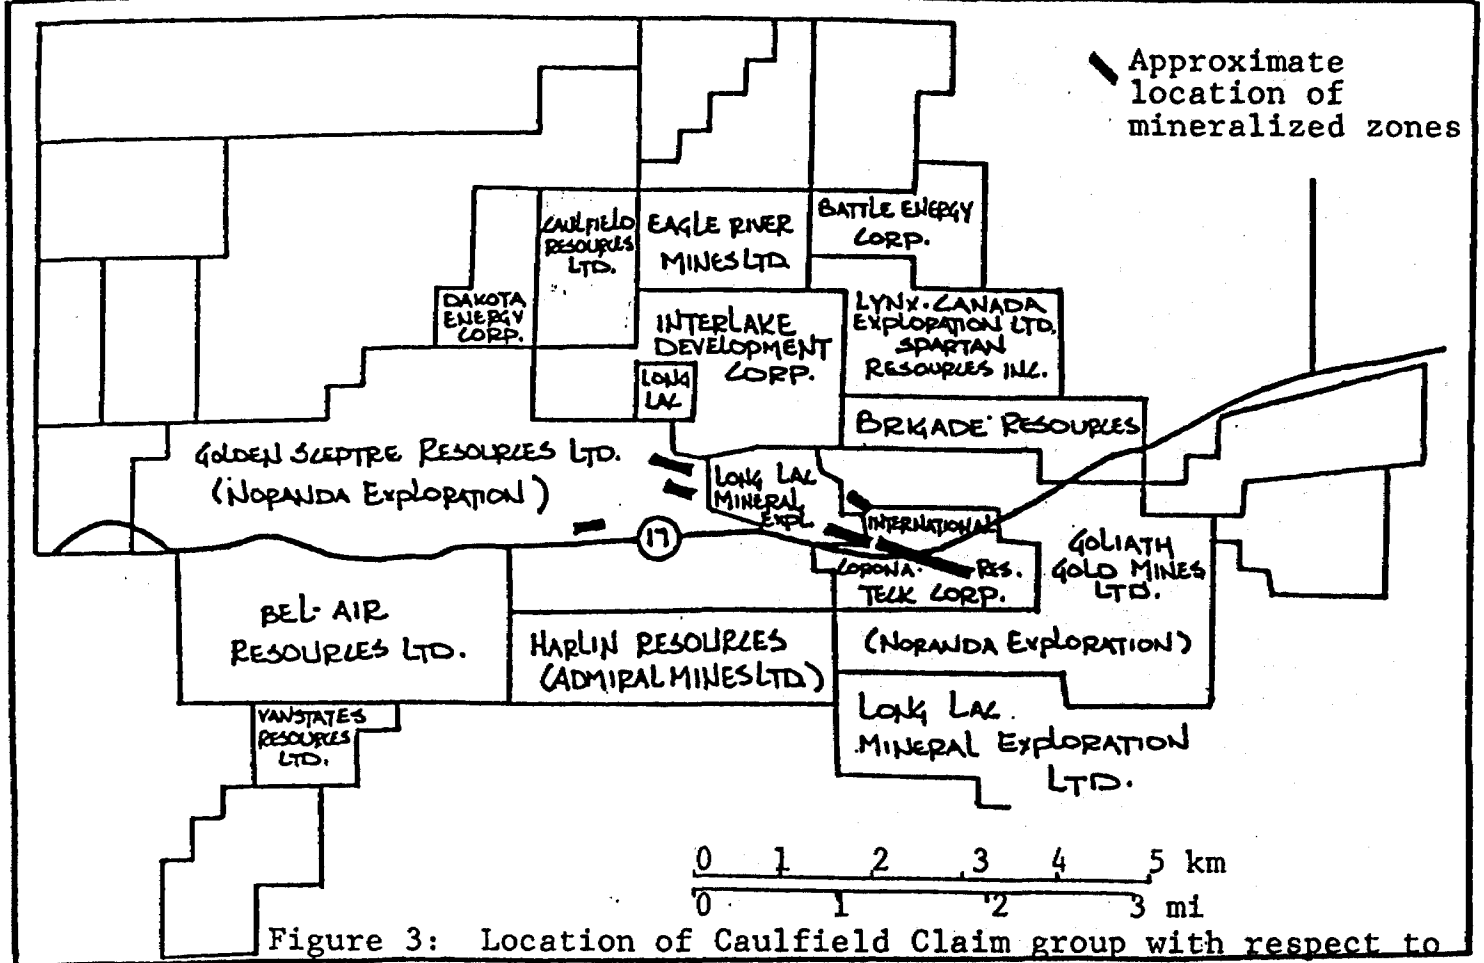 Approximate
location of
mineralized zones
CAULFIELD
RESOURCES
LTD.
EAGLE RIVER
MINES LTD
BATTLE ENERGY
CORP.
DAKOTA
ENERGY
CORP.
INTERLAKE
DEVELOPMENT
CORP.
LYNX-CANADA
EXPLORATION LTD.
SPARTAN
RESOURCES INC.
LONG
LAC
BRIGADE RESOURCES
GOLDEN SCEPTRE RESOURCES LTD.
(NORANDA EXPLORATION)
LONG LAC
MINERAL
EXPL.
INTERNATIONAL
CORONA RES.
TECK CORP.
17
GOLIATH
GOLD MINES
LTD.
(NORANDA EXPLORATION)
BEL-AIR
RESOURCES LTD.
HARLIN RESOURCES
(ADMIRAL MINES LTD.)
LONG LAC
MINERAL EXPLORATION
LTD.
VANSTATES
RESOURCES
LTD.
0 1 2 3 4 5 km
0 1 2 3 mi
Figure 3: Location of Caulfield Claim group with respect to